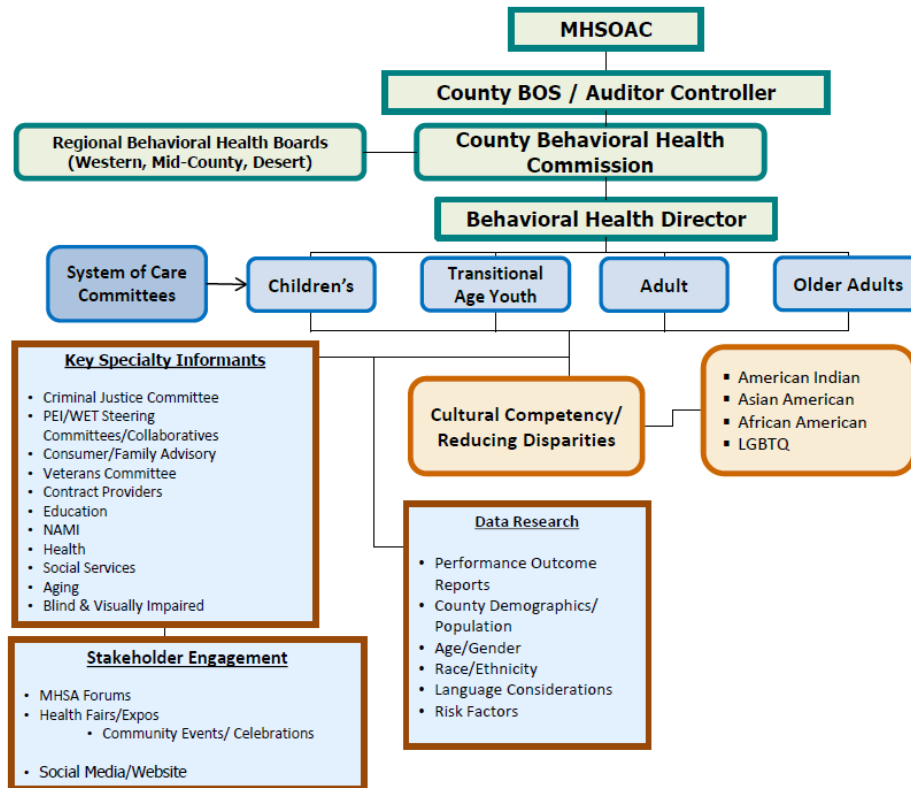 MHSOAC
County BOS / Auditor Controller
Regional Behavioral Health Boards
(Western, Mid-County, Desert)
County Behavioral Health
Commission
Behavioral Health Director
System of Care
Committees
Children's
Transitional
Age Youth
Adult
Older Adults
Key Specialty Informants
• Criminal Justice Committee
• PEI/WET Steering
Committees/Collaboratives
• Consumer/Family Advisory
• Veterans Committee
• Contract Providers
• Education
• NAMI
• Health
• Social Services
• Aging
• Blind & Visually Impaired
Cultural Competency/
Reducing Disparities
▪ American Indian
▪ Asian American
▪ African American
▪ LGBTQ
Data Research
• Performance Outcome
Reports
• County Demographics/
Population
• Age/Gender
• Race/Ethnicity
• Language Considerations
• Risk Factors
Stakeholder Engagement
• MHSA Forums
• Health Fairs/Expos
• Community Events/ Celebrations
• Social Media/Website